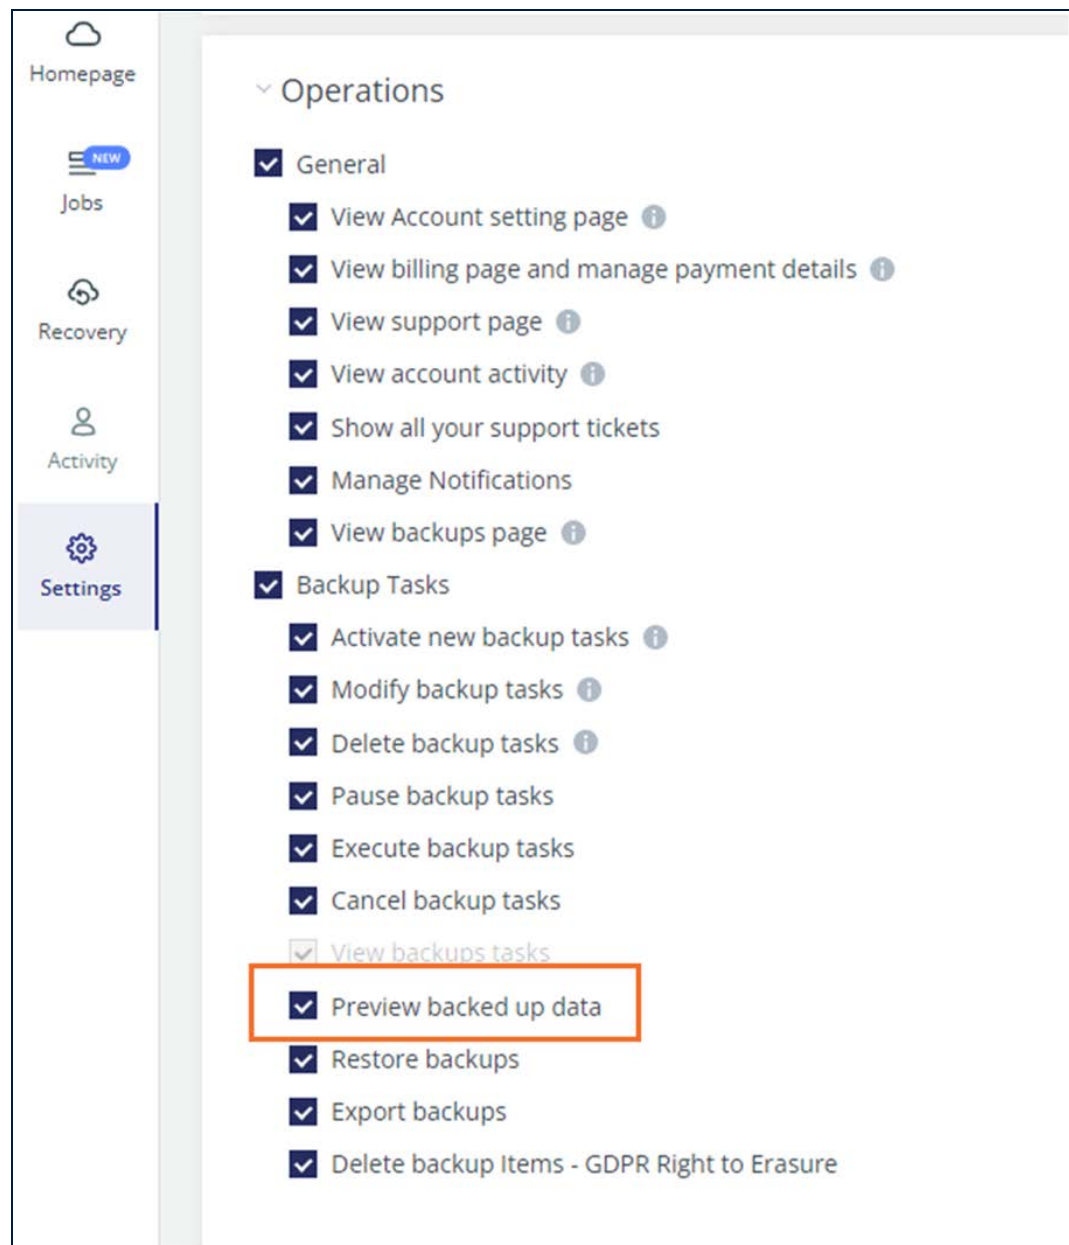 Homepage
NEW
Jobs
Recovery
Activity
Settings
Operations
General
View Account setting page
View billing page and manage payment details
View support page
View account activity
Show all your support tickets
Manage Notifications
View backups page
Backup Tasks
Activate new backup tasks
Modify backup tasks
Delete backup tasks
Pause backup tasks
Execute backup tasks
Cancel backup tasks
View backups tasks
Preview backed up data
Restore backups
Export backups
Delete backup Items - GDPR Right to Erasure